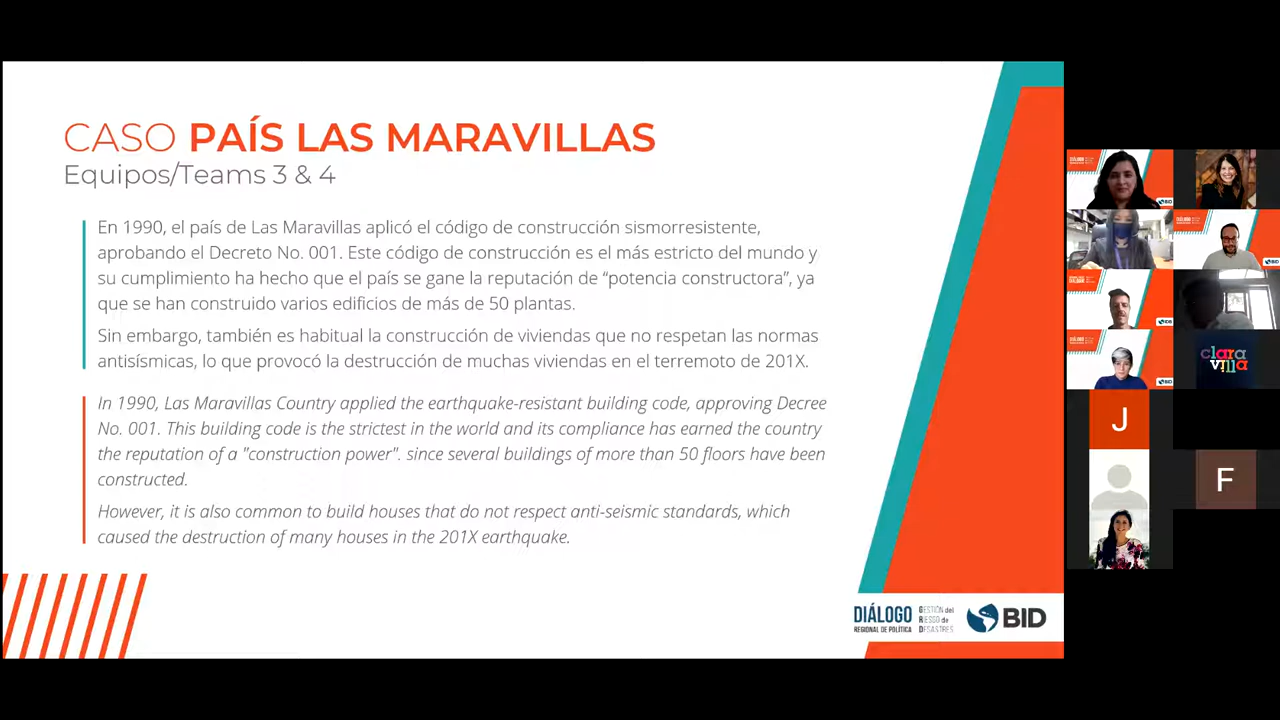 CASO PAÍS LAS MARAVILLAS
Equipos/Teams 3 & 4
En 1990, el país de Las Maravillas aplicó el código de construcción sismorresistente,
aprobando el Decreto No. 001. Este código de construcción es el más estricto del mundo y
su cumplimiento ha hecho que el país se gane la reputación de “potencia constructora”, ya
que se han construido varios edificios de más de 50 plantas.
Sin embargo, también es habitual la construcción de viviendas que no respetan las normas
antisísmicas, lo que provocó la destrucción de muchas viviendas en el terremoto de 201X.
In 1990, Las Maravillas Country applied the earthquake-resistant building code, approving Decree
No. 001. This building code is the strictest in the world and its compliance has earned the country
the reputation of a "construction power". since several buildings of more than 50 floors have been
constructed.
However, it is also common to build houses that do not respect anti-seismic standards, which
caused the destruction of many houses in the 201X earthquake.
DIÁLOGO
REGIONAL DE POLÍTICA
GESTIÓN del
RIESGO de
DESASTRES
BID
clara
villa
J
F